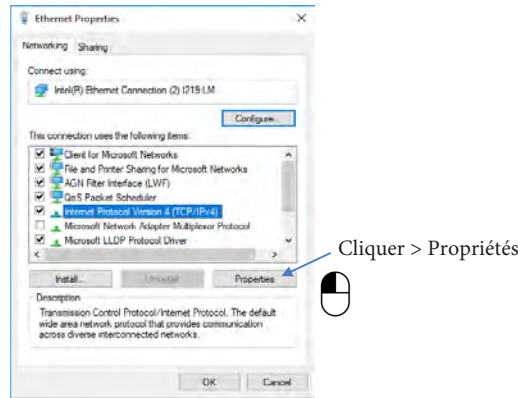 Ethernet Properties
Networking Sharing
Connect using:
Intel(R) Ethernet Connection (2) I219-LM
Configure...
This connection uses the following items:
Client for Microsoft Networks
File and Printer Sharing for Microsoft Networks
AGN Filter Interface (LWF)
QoS Packet Scheduler
Internet Protocol Version 4 (TCP/IPv4)
Microsoft Network Adapter Multiplexor Protocol
Microsoft LLDP Protocol Driver
Cliquer > Propriétés
Install... Uninstall Properties
Description
Transmission Control Protocol/Internet Protocol. The default
wide area network protocol that provides communication
across diverse interconnected networks.
OK Cancel